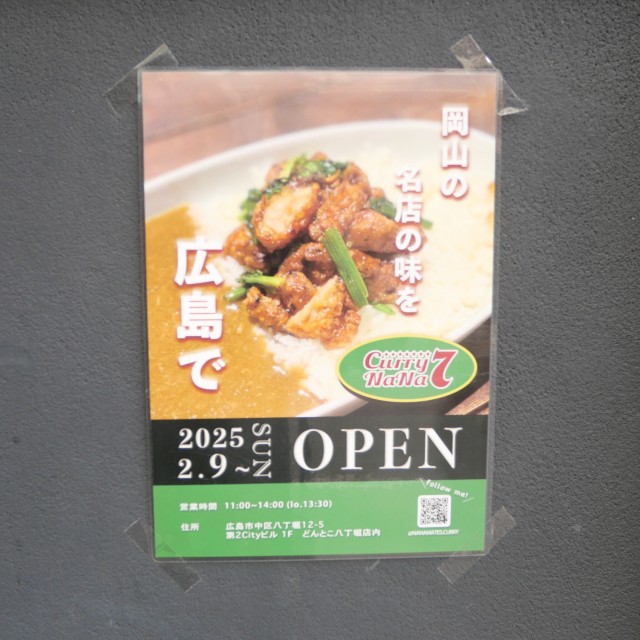 岡山の
名店の味を
広島で
Curry
NaNa 7
2025
2.9~
SUN
OPEN
follow me!
営業時間 11:00~14:00 (lo.13:30)
住所 広島市中区八丁堀12-5
第2Cityビル 1F どんとこ八丁堀店内